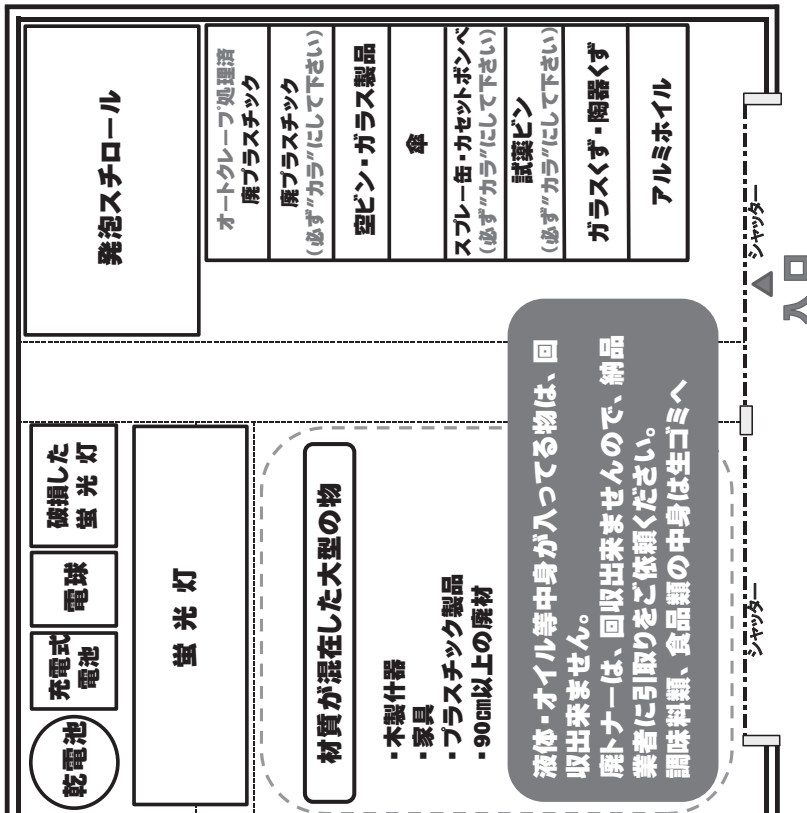 発泡スチロール
オートクレーブ処理済
廃プラスチック
廃プラスチック
(必ず"カラ"にして下さい)
空ビン・ガラス製品
傘
スプレー缶・カセットボンベ
(必ず"カラ"にして下さい)
試薬ビン
(必ず"カラ"にして下さい)
ガラスくず・陶器くず
アルミホイル
シャッター
入口
破損した
蛍光灯
電球
充電式
電池
乾電池
蛍光灯
材質が混在した大型の物
・木製什器
・家具
・プラスチック製品
・90cm以上の廃材
液体・オイル等中身が入ってる物は、回
収出来ません。
廃トナーは、回収出来ませんので、納品
業者に引取りをご依頼ください。
調味料類、食品類の中身は生ゴミへ
シャッター